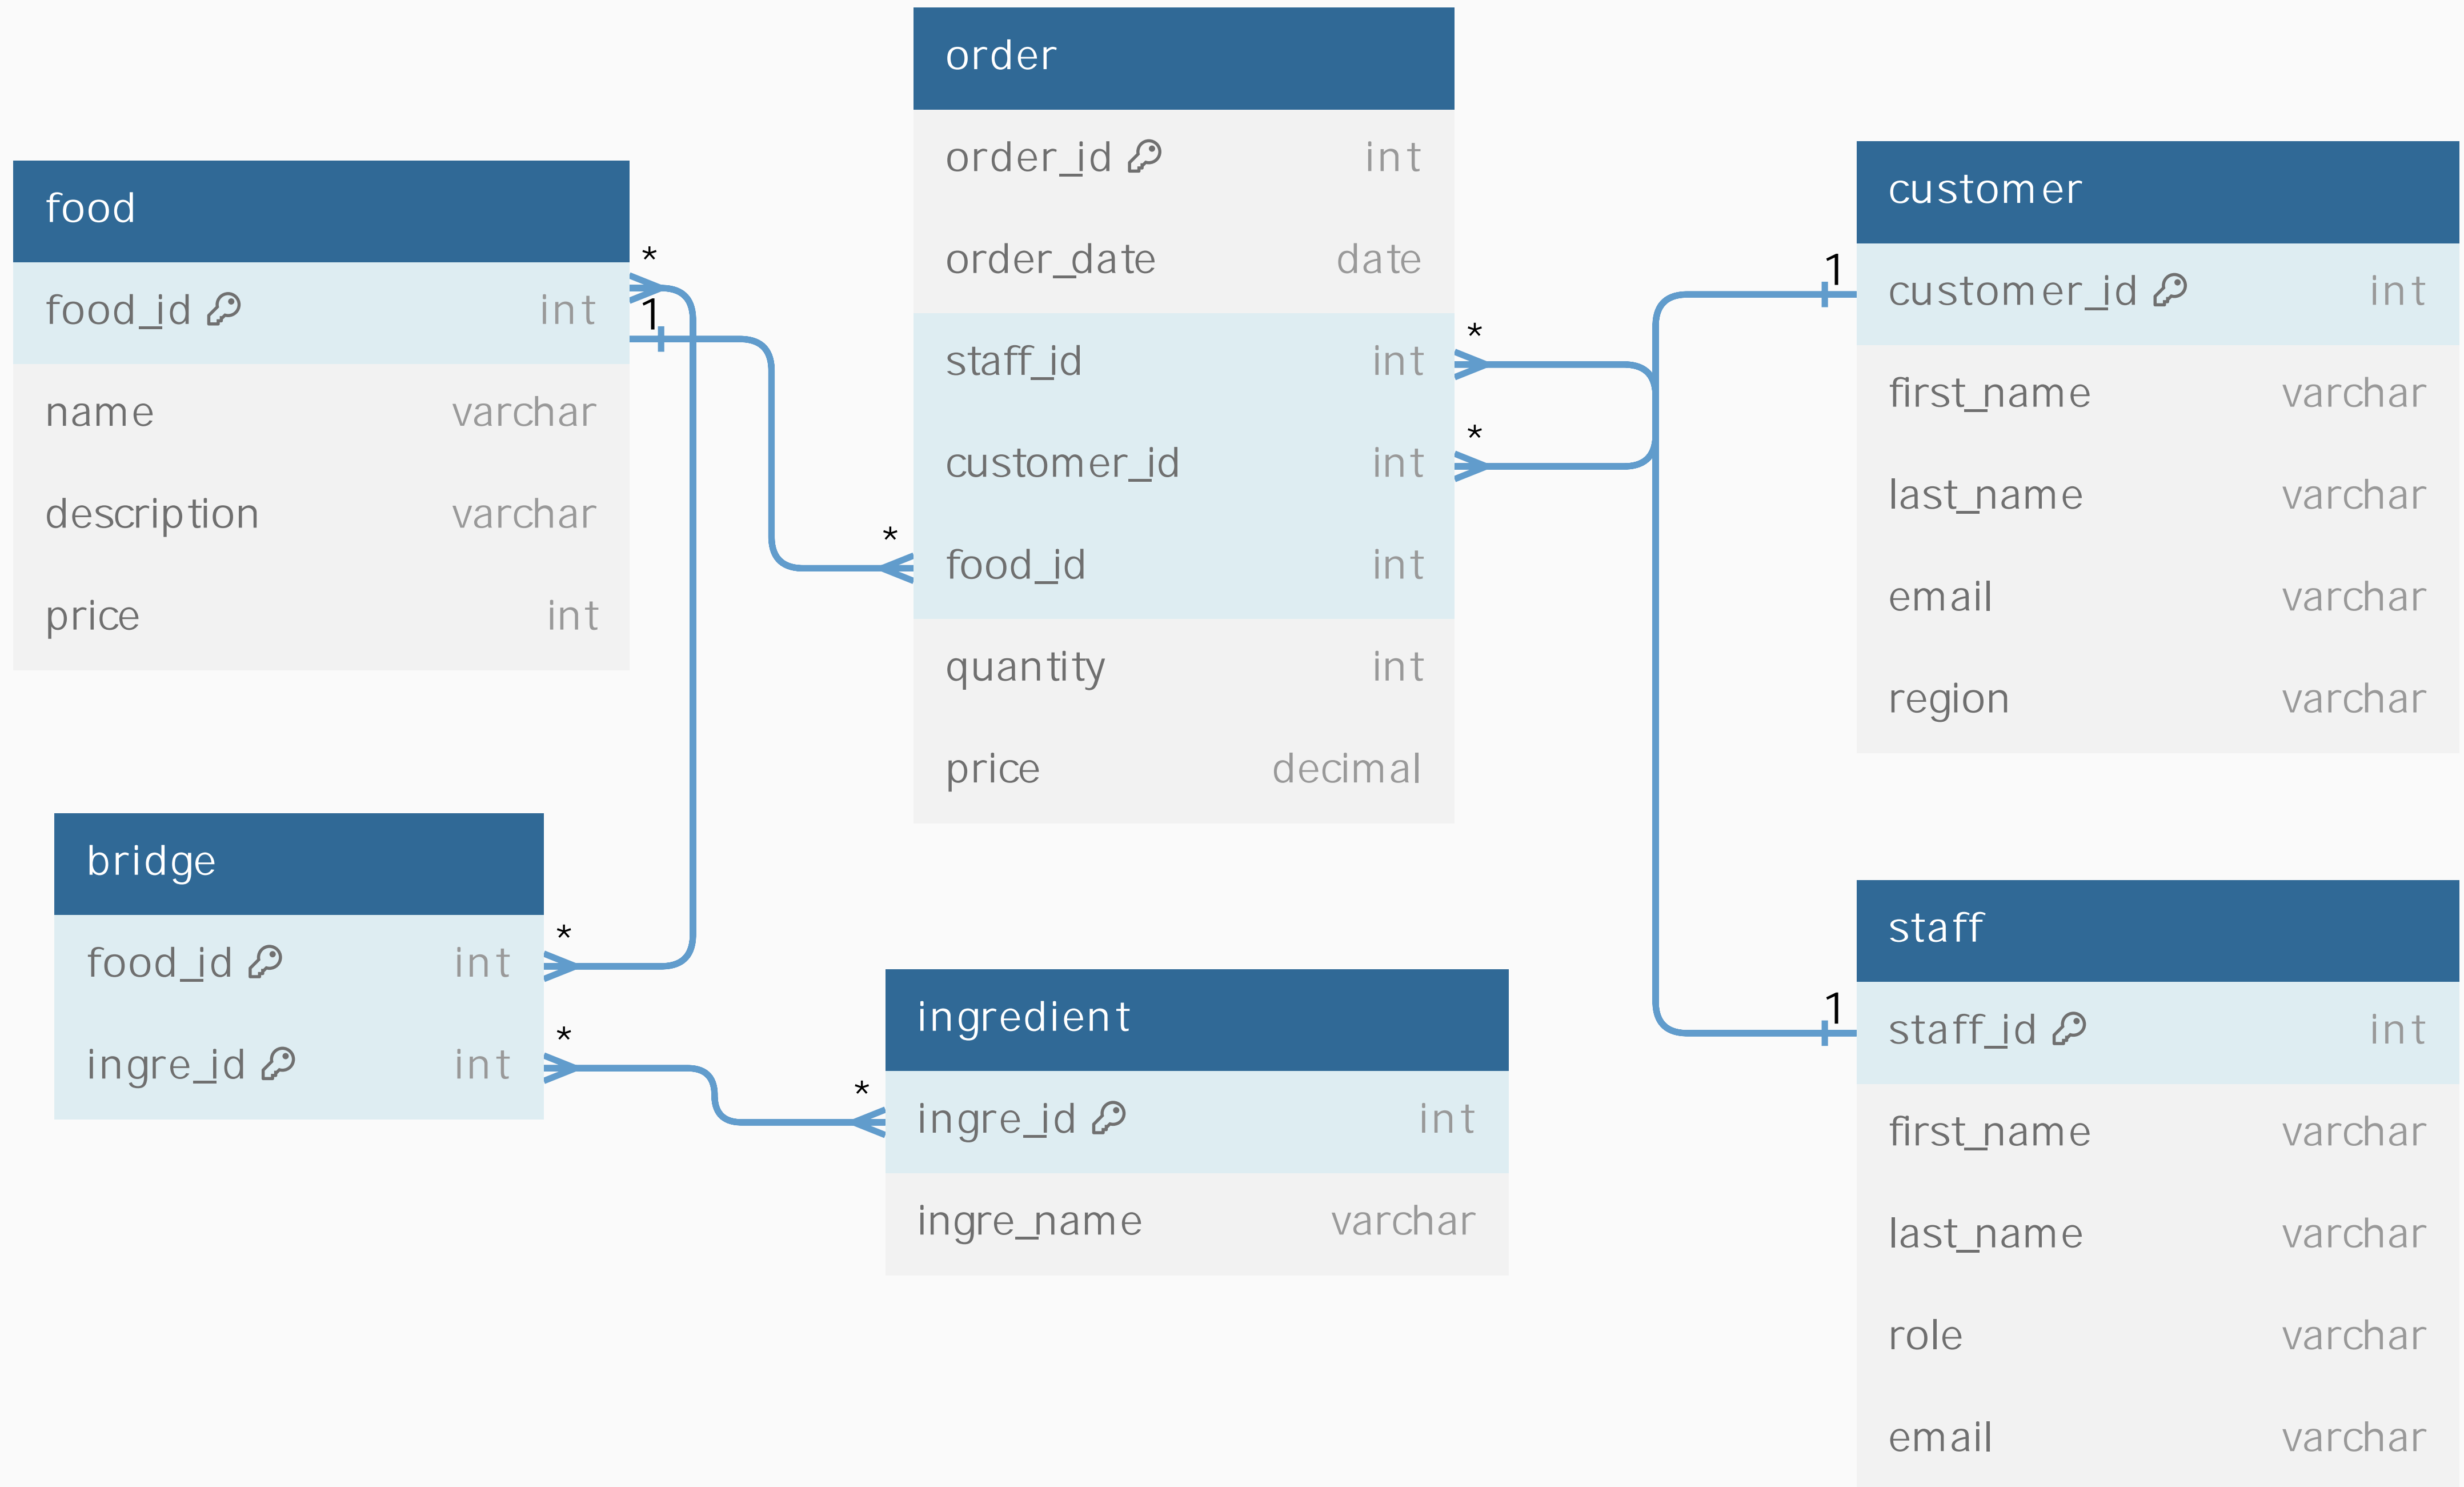 order
order_id int
order_date date
staff_id int
customer_id int
food_id int
quantity int
price decimal
food
food_id int
name varchar
description varchar
price int
*
1
*
*
*
1
customer
customer_id int
first_name varchar
last_name varchar
email varchar
region varchar
bridge
food_id int
ingre_id int
*
*
*
ingredient
ingre_id int
ingre_name varchar
1
staff
staff_id int
first_name varchar
last_name varchar
role varchar
email varchar